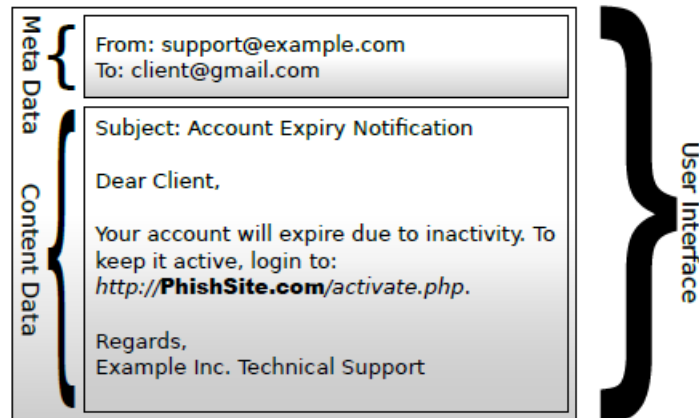 Meta Data
From: support@example.com
To: client@gmail.com
Content Data
Subject: Account Expiry Notification
Dear Client,
Your account will expire due to inactivity. To
keep it active, login to:
http://PhishSite.com/activate.php.
Regards,
Example Inc. Technical Support
User Interface